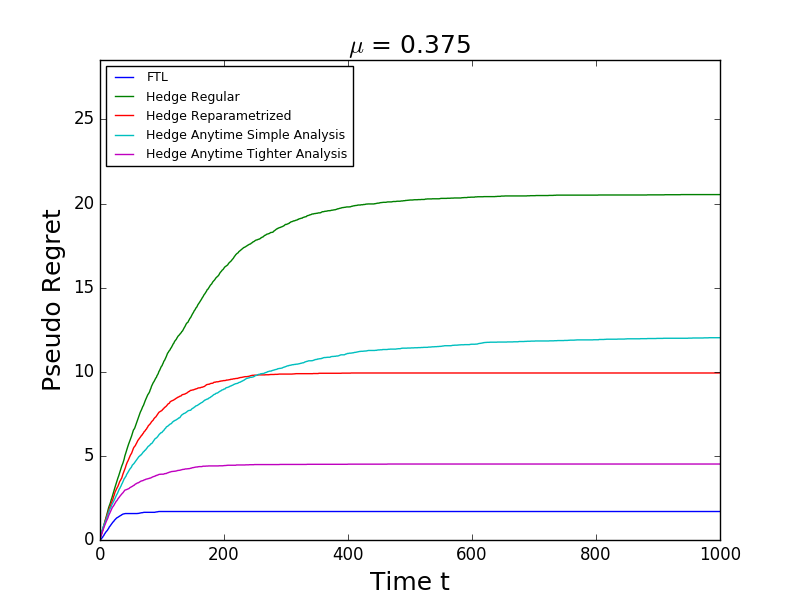 μ = 0.375
FTL
Hedge Regular
Hedge Reparametrized
Hedge Anytime Simple Analysis
Hedge Anytime Tighter Analysis
Pseudo Regret
25
20
15
10
5
0
0 200 400 600 800 1000
Time t